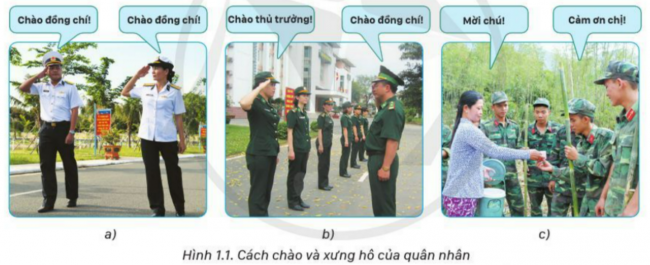 Chào đồng chí!
Chào đồng chí!
Chào thủ trưởng!
Chào đồng chí!
Mời chú!
Cảm ơn chị!
a)
b)
c)
Hình 1.1. Cách chào và xưng hô của quân nhân